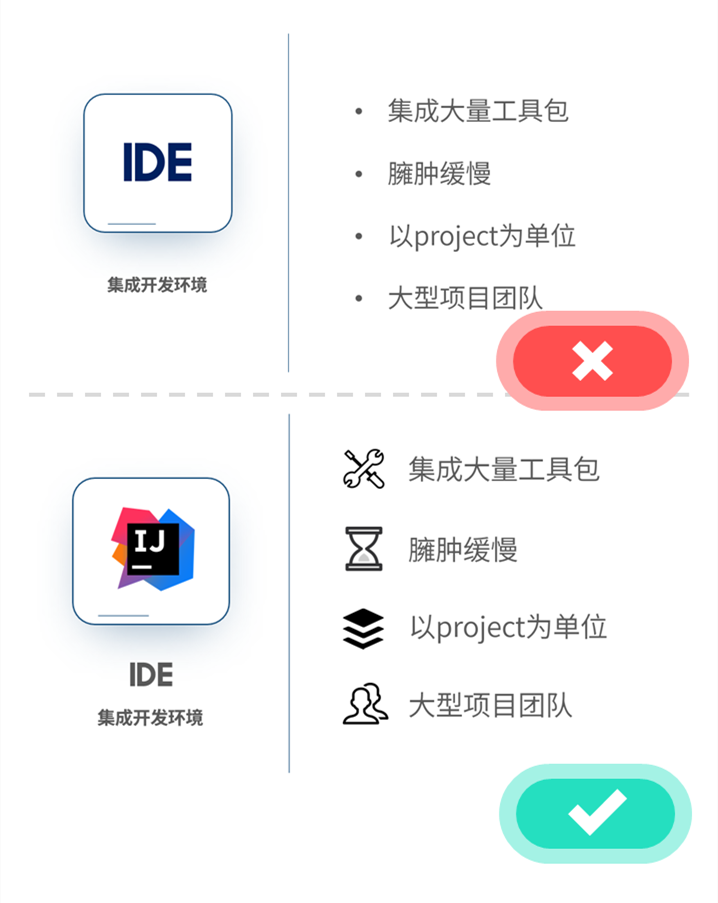 IDE
集成开发环境
• 集成大量工具包
• 臃肿缓慢
• 以project为单位
• 大型项目团队
IJ
IDE
集成开发环境
集成大量工具包
臃肿缓慢
以project为单位
大型项目团队